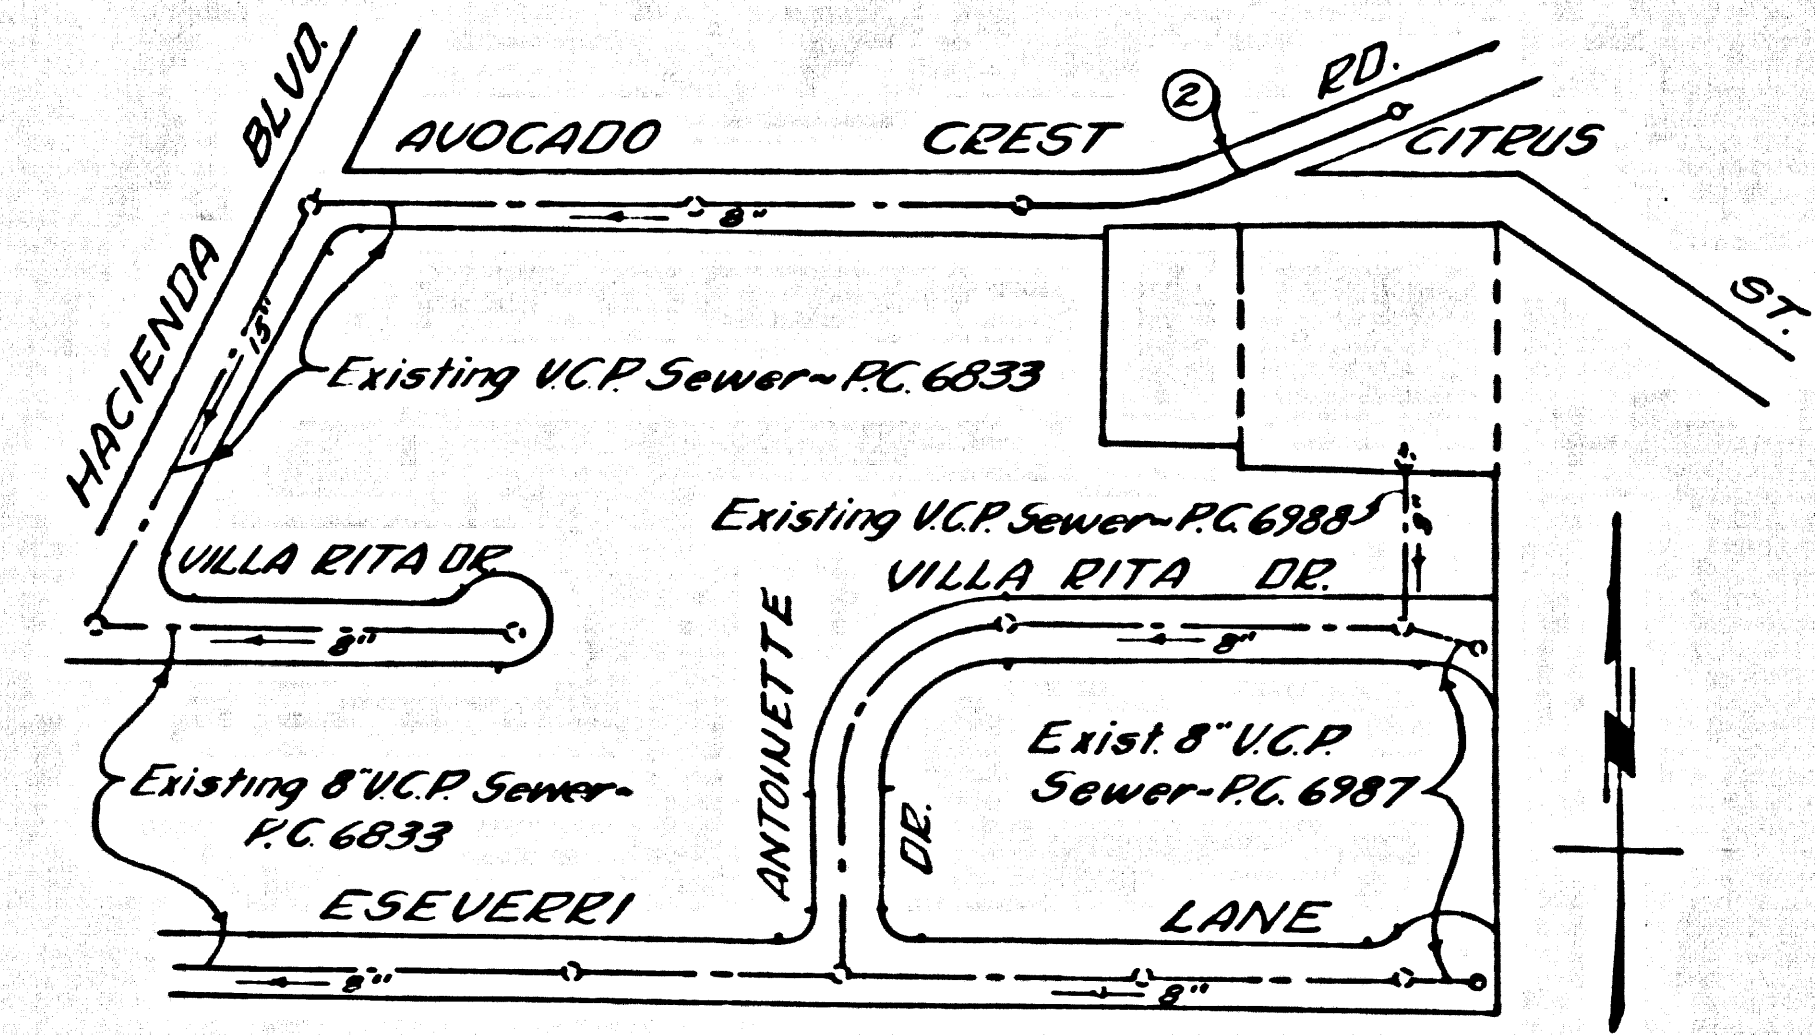 HACIENDA BLVD.
AVOCADO CREST RD.
2
CITRUS ST.
8"
15"
Existing V.C.P. Sewer~P.C. 6833
Existing V.C.P. Sewer~P.C. 6988
8"
VILLA RITA DR.
VILLA RITA DR.
8"
8"
ANTOINETTE DR.
Exist. 8" V.C.P.
Sewer-P.C. 6987
Existing 8" V.C.P. Sewer-
P.C. 6833
ESEVERRI LANE
8"
8"